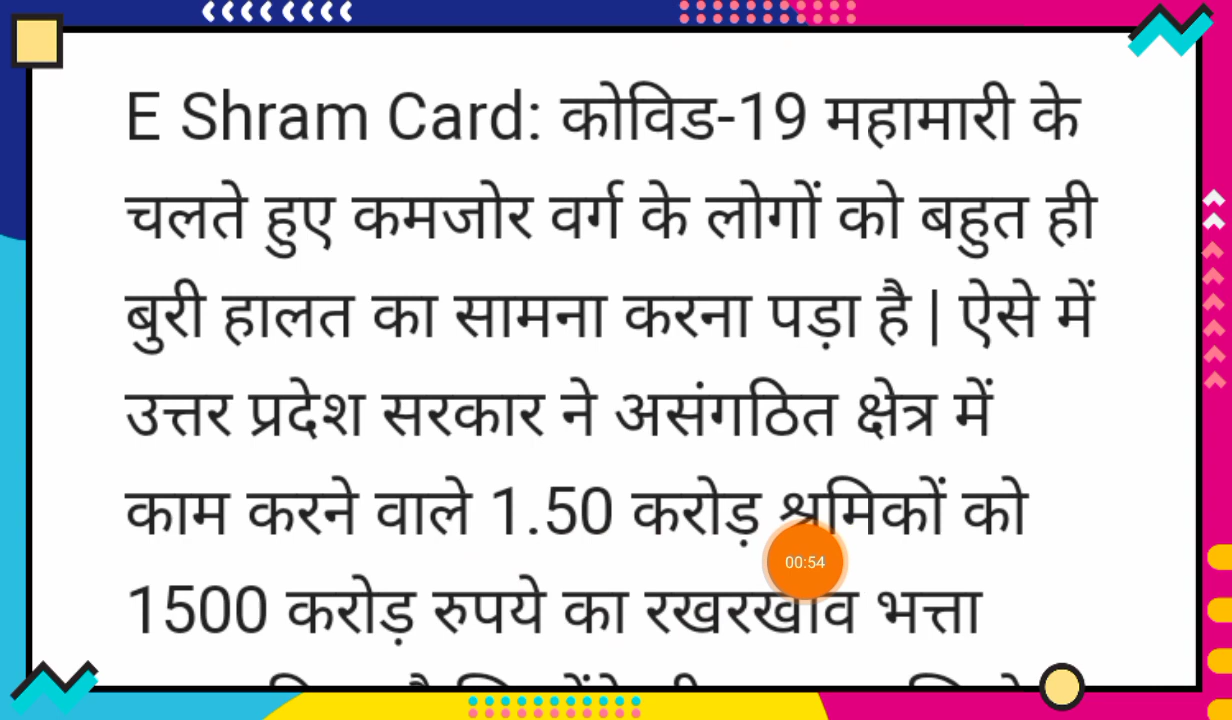 E Shram Card: कोविड-19 महामारी के
चलते हुए कमजोर वर्ग के लोगों को बहुत ही
बुरी हालत का सामना करना पड़ा है | ऐसे में
उत्तर प्रदेश सरकार ने असंगठित क्षेत्र में
काम करने वाले 1.50 करोड़ श्रमिकों को
00:54
1500 करोड़ रुपये का रखरखाव भत्ता